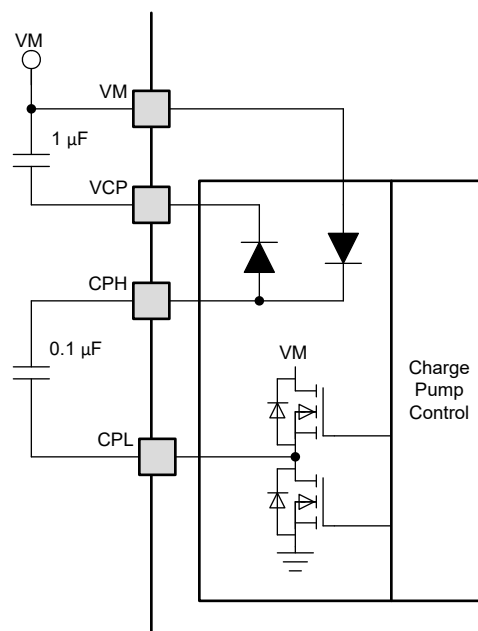 VM
VM
1 µF
VCP
CPH
0.1 µF
VM
Charge
Pump
Control
CPL